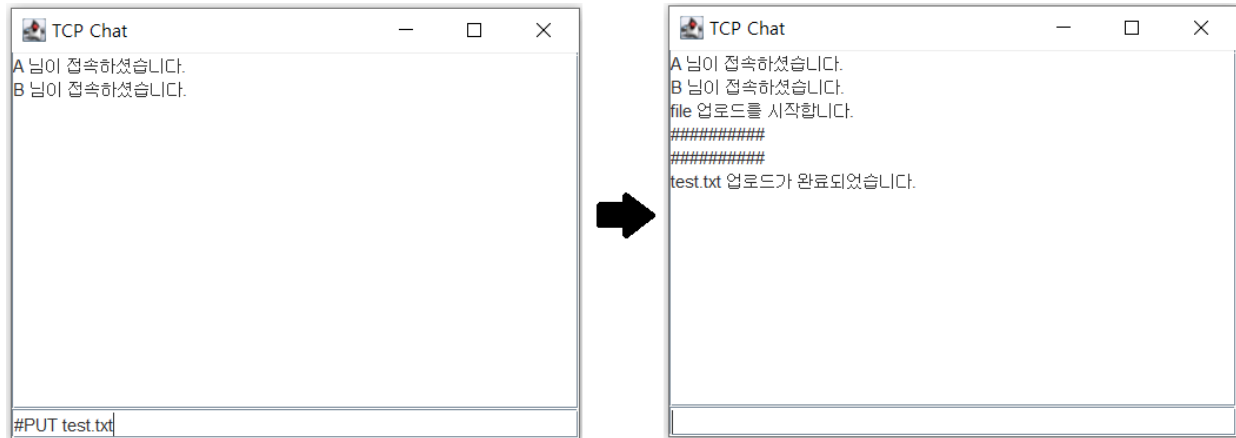 TCP Chat
A 님이 접속하셨습니다.
B 님이 접속하셨습니다.
#PUT test.txt
TCP Chat
A 님이 접속하셨습니다.
B 님이 접속하셨습니다.
file 업로드를 시작합니다.
##########
##########
test.txt 업로드가 완료되었습니다.